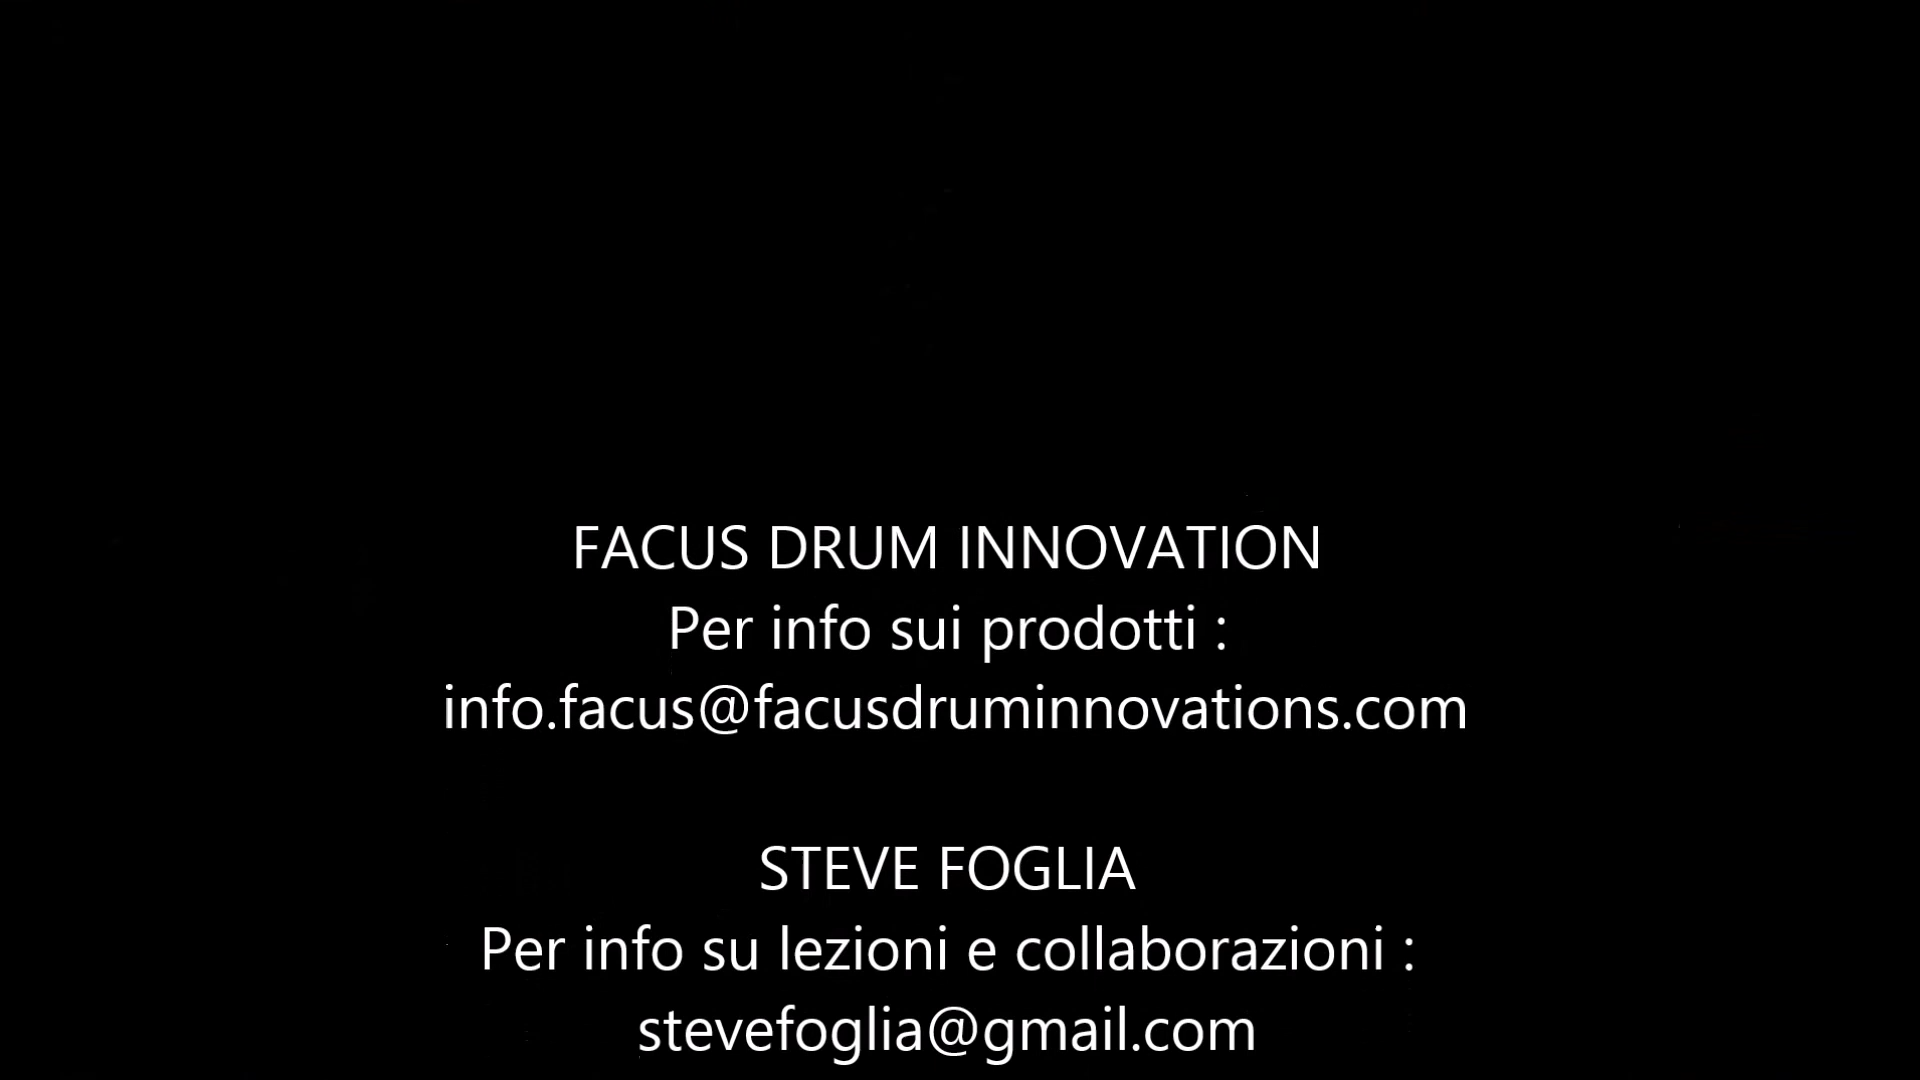 FACUS DRUM INNOVATION
Per info sui prodotti :
info.facus@facusdruminnovations.com
STEVE FOGLIA
Per info su lezioni e collaborazioni :
stevefoglia@gmail.com